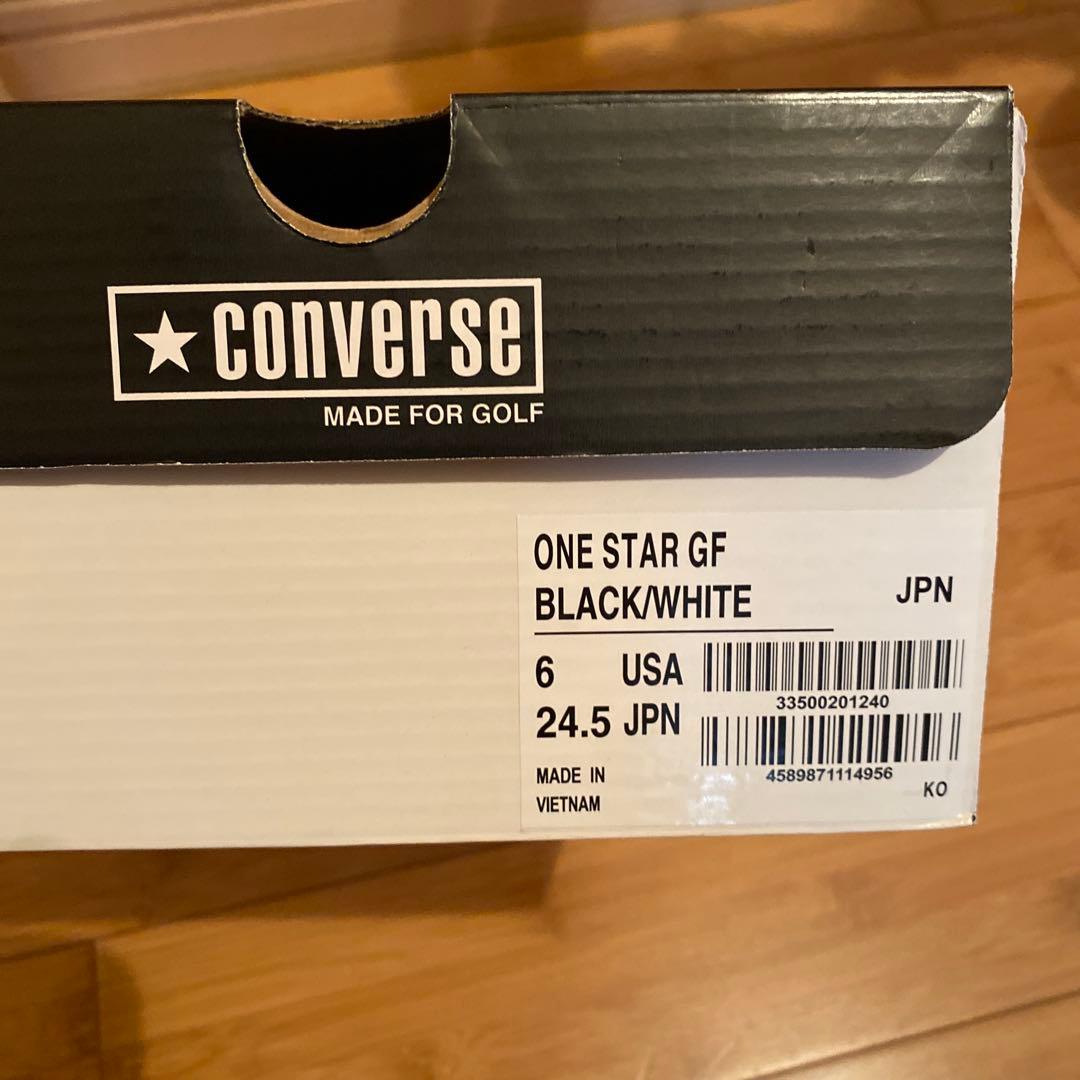 converse
MADE FOR GOLF
ONE STAR GF
BLACK/WHITE
JPN
6 USA
33500201240
24.5 JPN
4589871114956
MADE IN
VIETNAM
KO